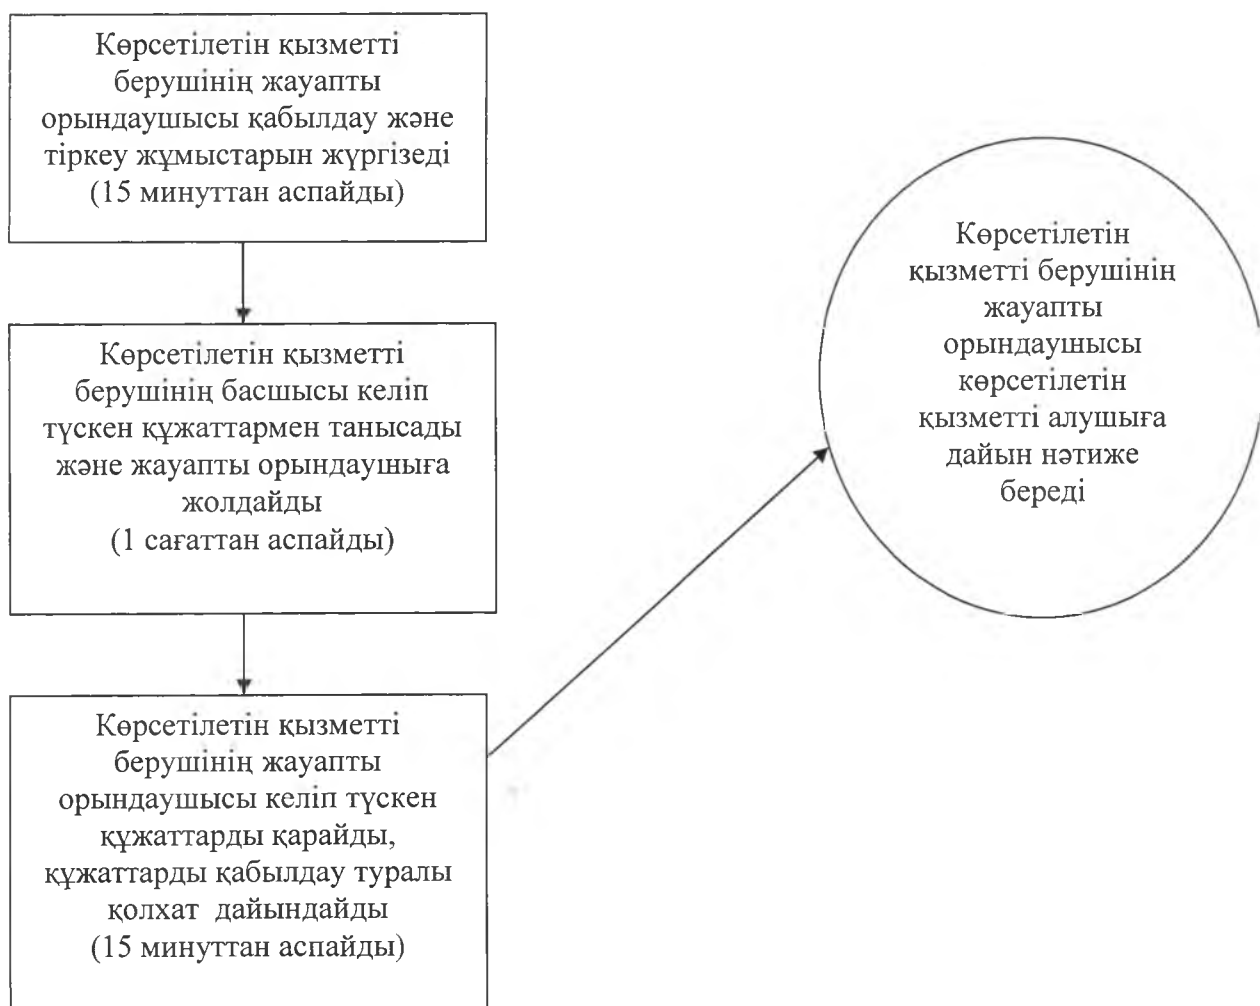 Көрсетілетін қызметті
берушінің жауапты
орындаушысы қабылдау және
тіркеу жұмыстарын жүргізеді
(15 минуттан аспайды)
Көрсетілетін қызметті
берушінің басшысы келіп
түскен құжаттармен танысады
және жауапты орындаушыға
жолдайды
(1 сағаттан аспайды)
Көрсетілетін қызметті
берушінің жауапты
орындаушысы келіп түскен
құжаттарды қарайды,
құжаттарды қабылдау туралы
қолхат дайындайды
(15 минуттан аспайды)
Көрсетілетін
қызметті берушінің
жауапты
орындаушысы
көрсетілетін
қызметті алушыға
дайын нәтиже
береді